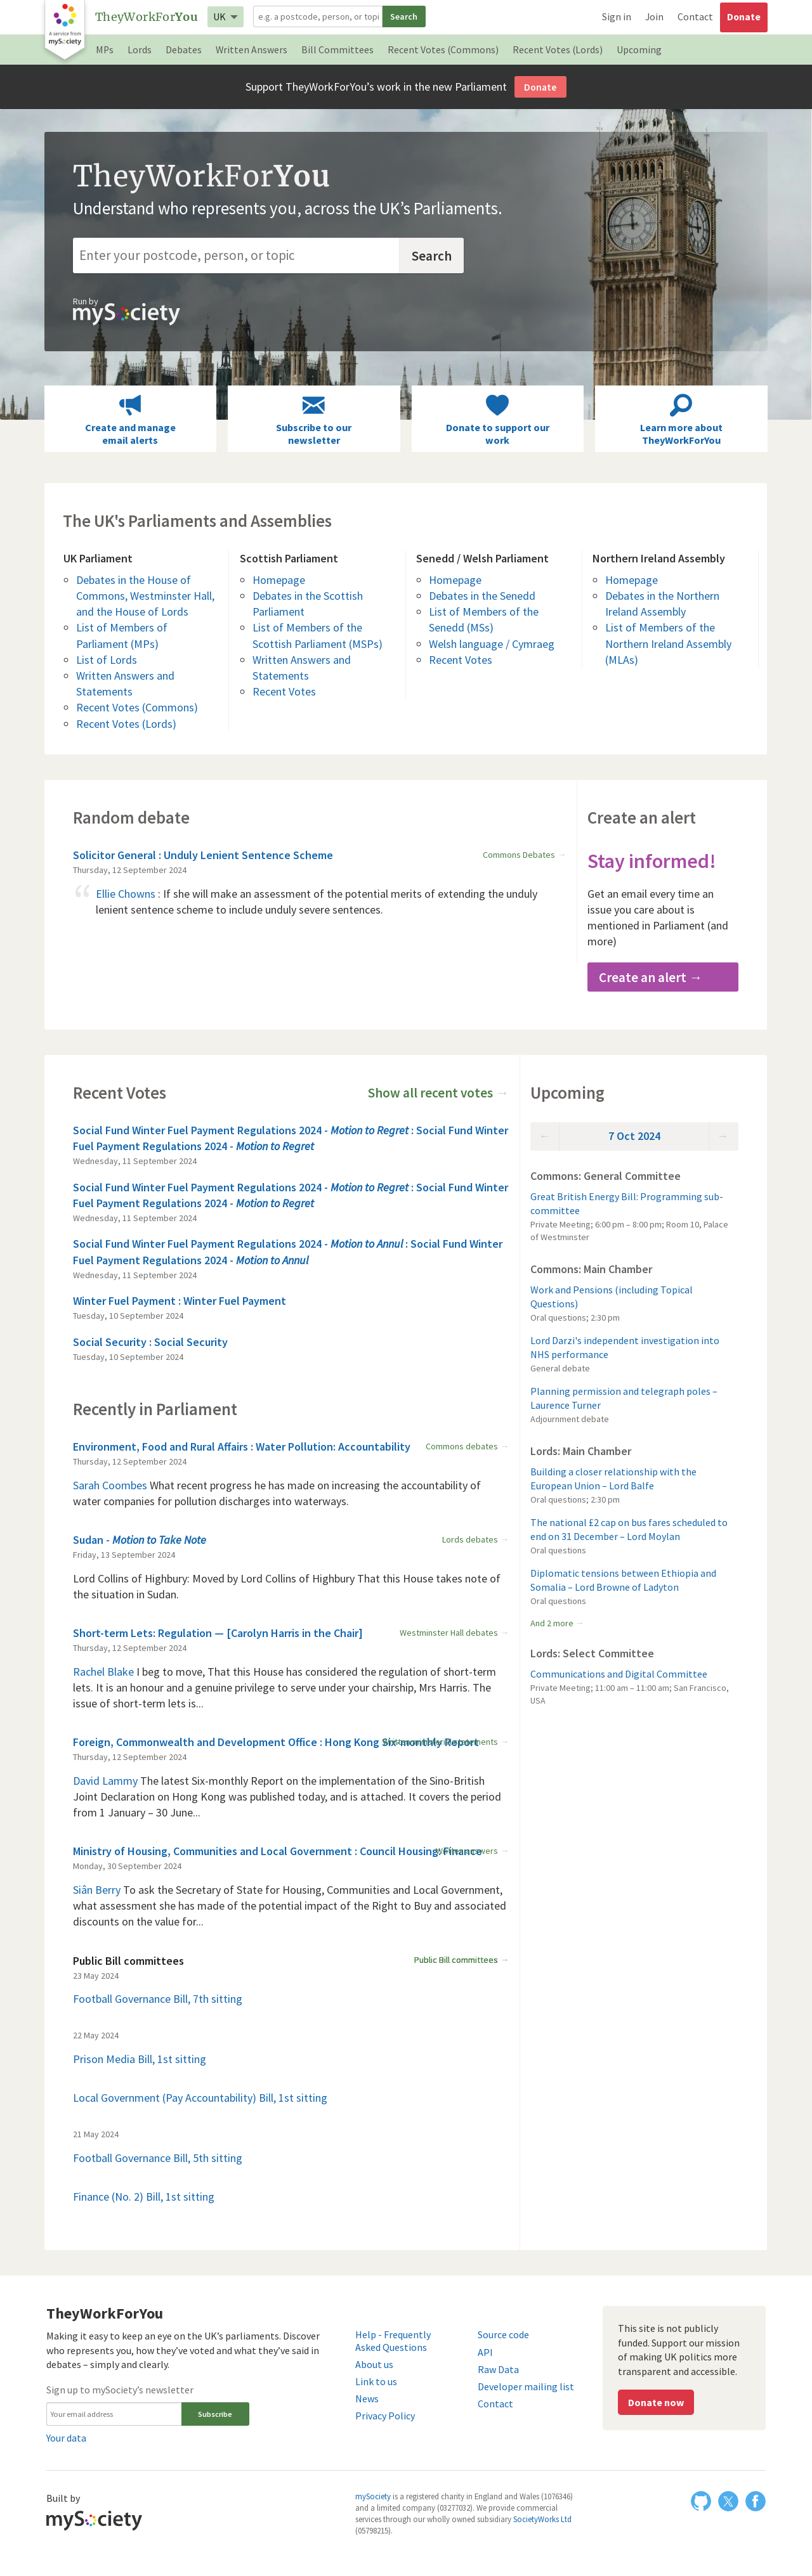 A service from
mySociety
TheyWorkForYou
UK
e.g. a postcode, person, or topi
Search
Sign in
Join
Contact
Donate
MPs
Lords
Debates
Written Answers
Bill Committees
Recent Votes (Commons)
Recent Votes (Lords)
Upcoming
Support TheyWorkForYou’s work in the new Parliament
Donate
TheyWorkForYou
Understand who represents you, across the UK’s Parliaments.
Enter your postcode, person, or topic
Search
Run by
mySociety
Create and manage
email alerts
Subscribe to our
newsletter
Donate to support our
work
Learn more about
TheyWorkForYou
The UK's Parliaments and Assemblies
UK Parliament
Debates in the House of
Commons, Westminster Hall,
and the House of Lords
List of Members of
Parliament (MPs)
List of Lords
Written Answers and
Statements
Recent Votes (Commons)
Recent Votes (Lords)
Scottish Parliament
Homepage
Debates in the Scottish
Parliament
List of Members of the
Scottish Parliament (MSPs)
Written Answers and
Statements
Recent Votes
Senedd / Welsh Parliament
Homepage
Debates in the Senedd
List of Members of the
Senedd (MSs)
Welsh language / Cymraeg
Recent Votes
Northern Ireland Assembly
Homepage
Debates in the Northern
Ireland Assembly
List of Members of the
Northern Ireland Assembly
(MLAs)
Random debate
Solicitor General : Unduly Lenient Sentence Scheme
Commons Debates →
Thursday, 12 September 2024
“ Ellie Chowns : If she will make an assessment of the potential merits of extending the unduly
lenient sentence scheme to include unduly severe sentences.
Create an alert
Stay informed!
Get an email every time an
issue you care about is
mentioned in Parliament (and
more)
Create an alert →
Recent Votes
Show all recent votes →
Social Fund Winter Fuel Payment Regulations 2024 - Motion to Regret : Social Fund Winter
Fuel Payment Regulations 2024 - Motion to Regret
Wednesday, 11 September 2024
Social Fund Winter Fuel Payment Regulations 2024 - Motion to Regret : Social Fund Winter
Fuel Payment Regulations 2024 - Motion to Regret
Wednesday, 11 September 2024
Social Fund Winter Fuel Payment Regulations 2024 - Motion to Annul : Social Fund Winter
Fuel Payment Regulations 2024 - Motion to Annul
Wednesday, 11 September 2024
Winter Fuel Payment : Winter Fuel Payment
Tuesday, 10 September 2024
Social Security : Social Security
Tuesday, 10 September 2024
Recently in Parliament
Environment, Food and Rural Affairs : Water Pollution: Accountability
Commons debates →
Thursday, 12 September 2024
Sarah Coombes What recent progress he has made on increasing the accountability of
water companies for pollution discharges into waterways.
Sudan - Motion to Take Note
Lords debates →
Friday, 13 September 2024
Lord Collins of Highbury: Moved by Lord Collins of Highbury That this House takes note of
the situation in Sudan.
Short-term Lets: Regulation — [Carolyn Harris in the Chair]
Westminster Hall debates →
Thursday, 12 September 2024
Rachel Blake I beg to move, That this House has considered the regulation of short-term
lets. It is an honour and a genuine privilege to serve under your chairship, Mrs Harris. The
issue of short-term lets is...
Foreign, Commonwealth and Development Office : Hong Kong Six-monthly Report
Thursday, 12 September 2024
David Lammy The latest Six-monthly Report on the implementation of the Sino-British
Joint Declaration on Hong Kong was published today, and is attached. It covers the period
from 1 January – 30 June...
Ministry of Housing, Communities and Local Government : Council Housing: Finance
Monday, 30 September 2024
Siân Berry To ask the Secretary of State for Housing, Communities and Local Government,
what assessment she has made of the potential impact of the Right to Buy and associated
discounts on the value for...
Public Bill committees
Public Bill committees →
23 May 2024
Football Governance Bill, 7th sitting
22 May 2024
Prison Media Bill, 1st sitting
Local Government (Pay Accountability) Bill, 1st sitting
21 May 2024
Football Governance Bill, 5th sitting
Finance (No. 2) Bill, 1st sitting
Upcoming
← 7 Oct 2024 →
Commons: General Committee
Great British Energy Bill: Programming sub-
committee
Private Meeting; 6:00 pm – 8:00 pm; Room 10, Palace
of Westminster
Commons: Main Chamber
Work and Pensions (including Topical
Questions)
Oral questions; 2:30 pm
Lord Darzi's independent investigation into
NHS performance
General debate
Planning permission and telegraph poles –
Laurence Turner
Adjournment debate
Lords: Main Chamber
Building a closer relationship with the
European Union – Lord Balfe
Oral questions; 2:30 pm
The national £2 cap on bus fares scheduled to
end on 31 December – Lord Moylan
Oral questions
Diplomatic tensions between Ethiopia and
Somalia – Lord Browne of Ladyton
Oral questions
And 2 more →
Lords: Select Committee
Communications and Digital Committee
Private Meeting; 11:00 am – 11:00 am; San Francisco,
USA
TheyWorkForYou
Making it easy to keep an eye on the UK’s parliaments. Discover
who represents you, how they’ve voted and what they’ve said in
debates – simply and clearly.
Sign up to mySociety’s newsletter
Your email address
Subscribe
Your data
Help - Frequently
Asked Questions
About us
Link to us
News
Privacy Policy
Source code
API
Raw Data
Developer mailing list
Contact
This site is not publicly
funded. Support our mission
of making UK politics more
transparent and accessible.
Donate now
Built by
mySociety
mySociety is a registered charity in England and Wales (1076346)
and a limited company (03277032). We provide commercial
services through our wholly owned subsidiary SocietyWorks Ltd
(05798215).